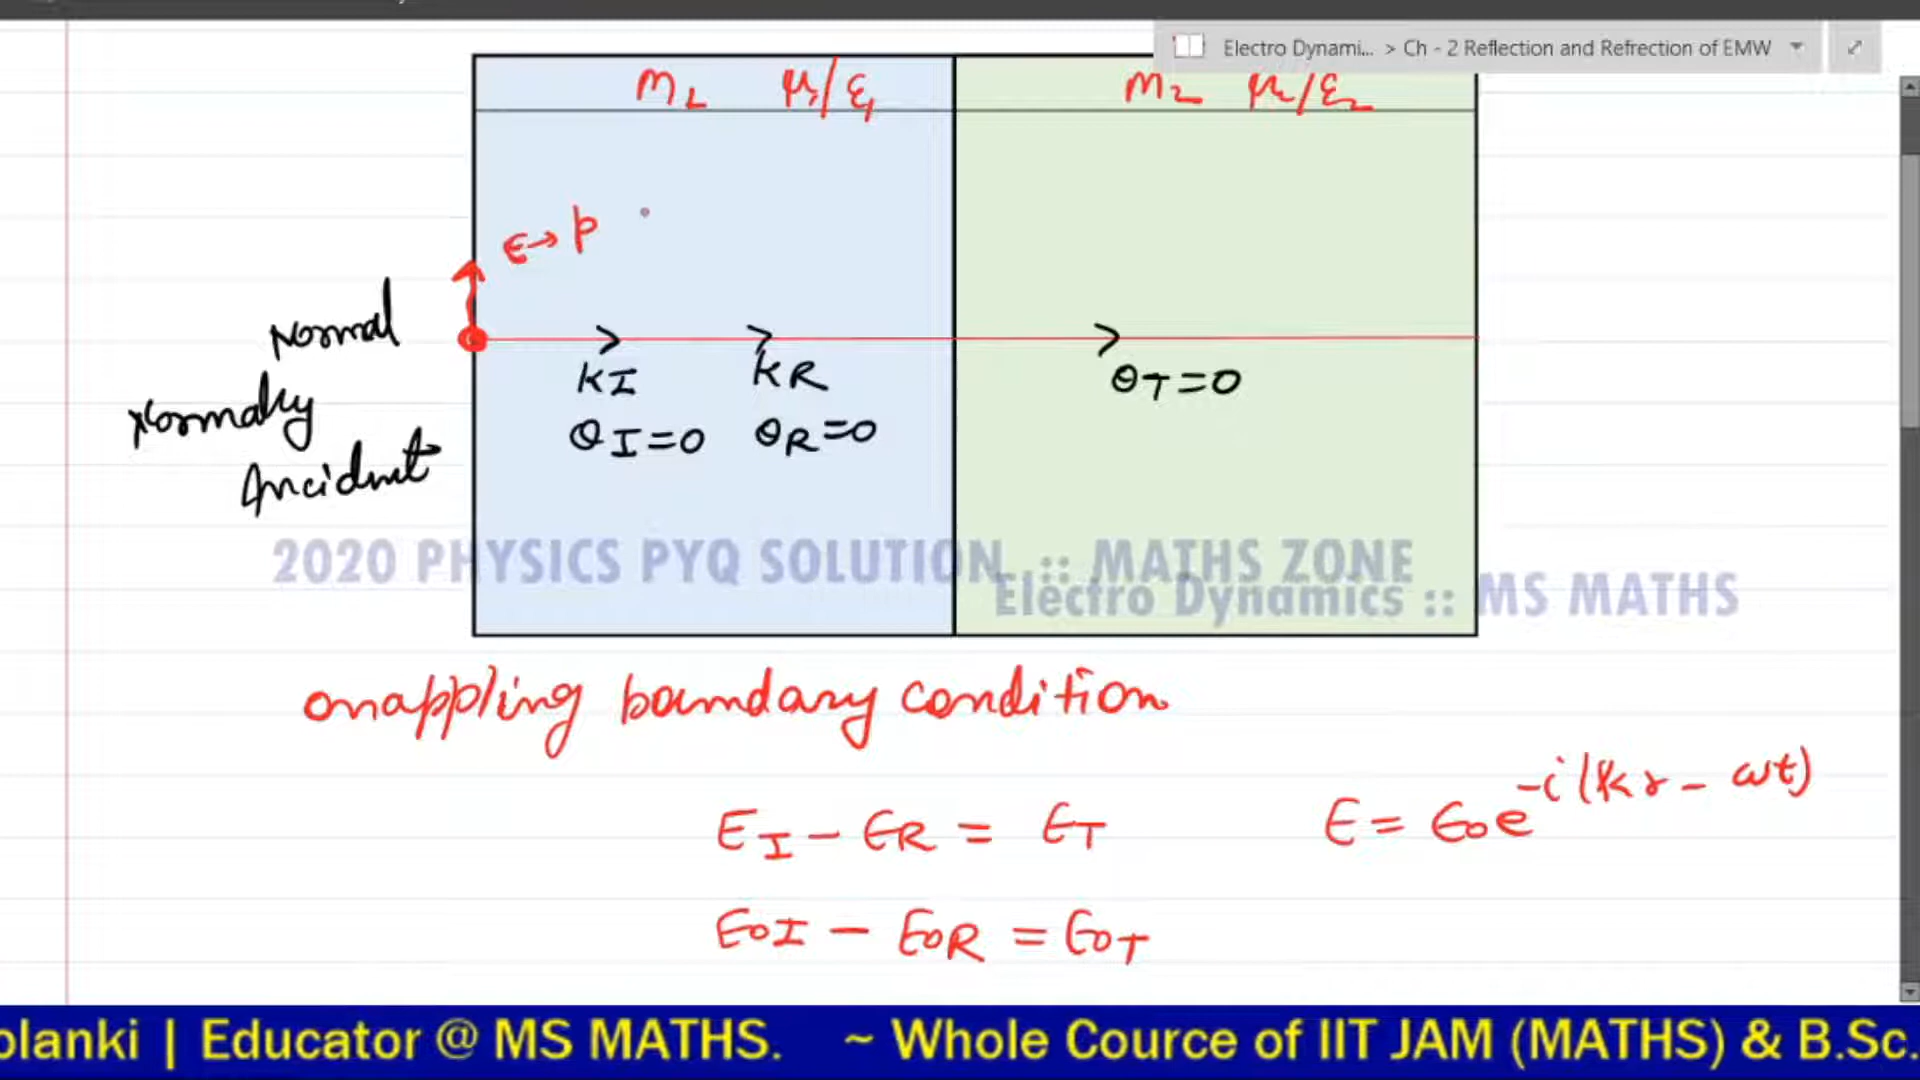 Electro Dynami... > Ch - 2 Reflection and Refrection of EMW
M1 μ1/ε1 M2 μ2/ε2
E→ p
Normal
Normally
Incident
kI kR θT=0
θI=0 θR=0
2020 PHYSICS PYQ SOLUTION :: MATHS ZONE
Electro Dynamics :: MS MATHS
onappling boundary condition
E = E0e^-i(kr - ωt)
EI - ER = ET
E0I - E0R = E0T
olanki | Educator @ MS MATHS. ~ Whole Cource of IIT JAM (MATHS) & B.Sc.